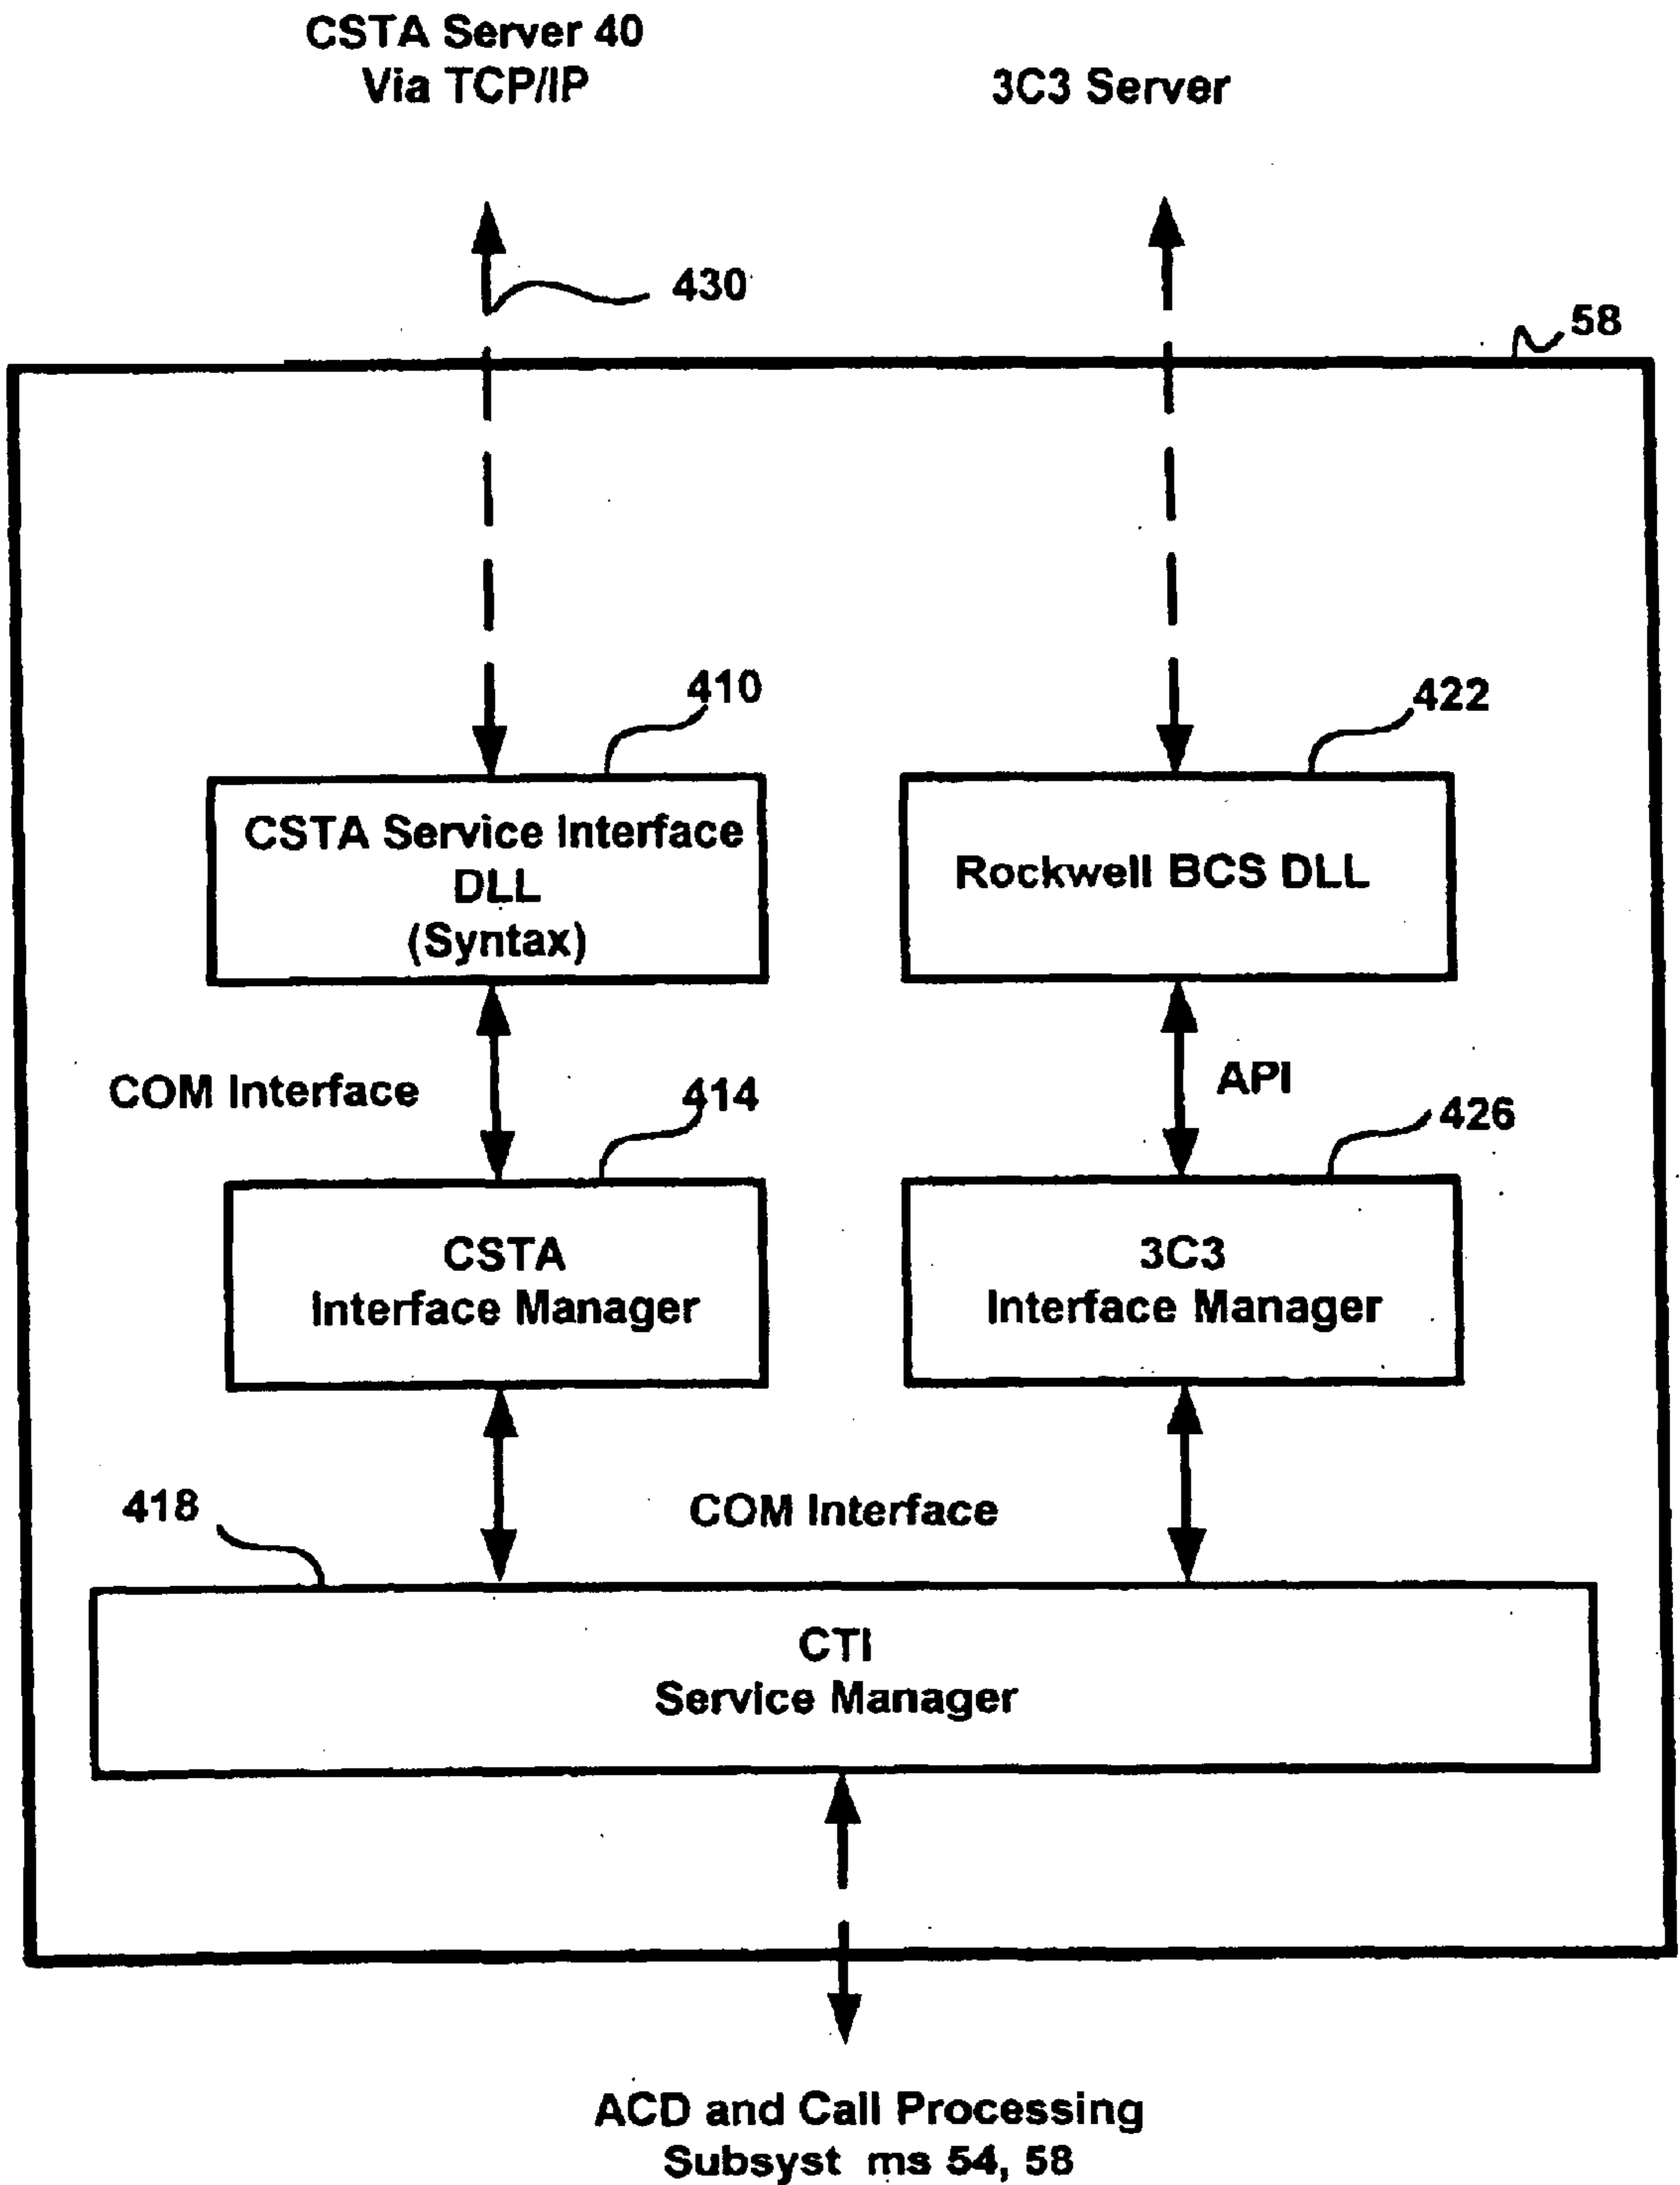 CSTA Server 40
Via TCP/IP
3C3 Server
430
58
410
422
CSTA Service Interface
DLL
(Syntax)
Rockwell BCS DLL
COM Interface
API
414
426
CSTA
Interface Manager
3C3
Interface Manager
418
COM Interface
CTI
Service Manager
ACD and Call Processing
Subsyst ms 54, 58